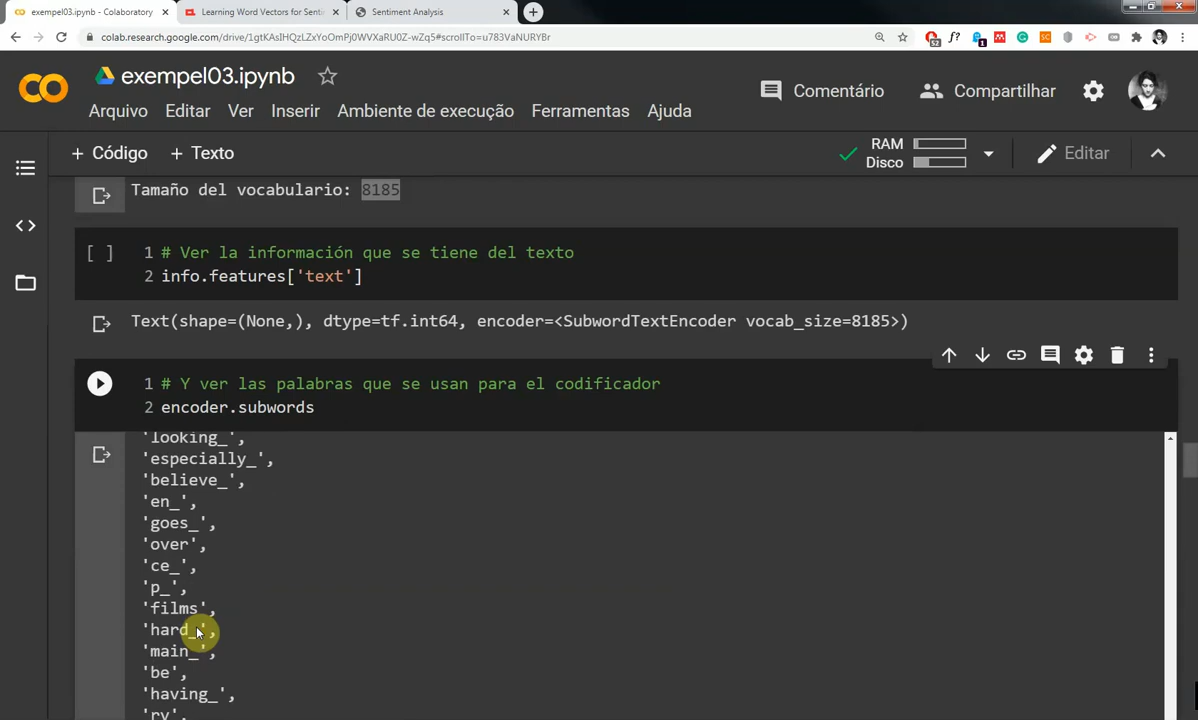 exempel03.ipynb - Colaboratory
Learning Word Vectors for Senti
Sentiment Analysis
colab.research.google.com/drive/1gtKAsIHQzLZxYoOmPj0WVXaRU0Z-wZq5#scrollTo=u783VaNURYBr
exempel03.ipynb
Comentário
Compartilhar
Arquivo Editar Ver Inserir Ambiente de execução Ferramentas Ajuda
+ Código + Texto
RAM
Disco
Editar
Tamaño del vocabulario: 8185
[ ] 1 # Ver la información que se tiene del texto
2 info.features['text']
Text(shape=(None,), dtype=tf.int64, encoder=<SubwordTextEncoder vocab_size=8185>)
1 # Y ver las palabras que se usan para el codificador
2 encoder.subwords
'looking_',
'especially_',
'believe_',
'en_',
'goes_',
'over',
'ce_',
'p_',
'films',
'hard_',
'main_',
'be',
'having_',
'ry',